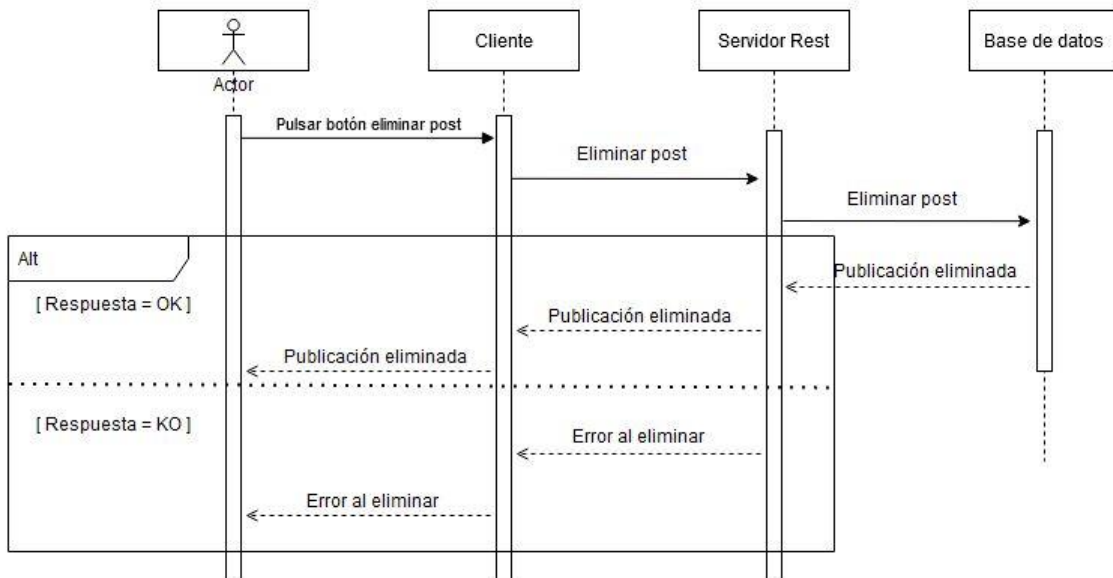 Actor
Cliente
Servidor Rest
Base de datos
Pulsar botón eliminar post
Eliminar post
Eliminar post
Alt
Publicación eliminada
[ Respuesta = OK ]
Publicación eliminada
Publicación eliminada
[ Respuesta = KO ]
Error al eliminar
Error al eliminar